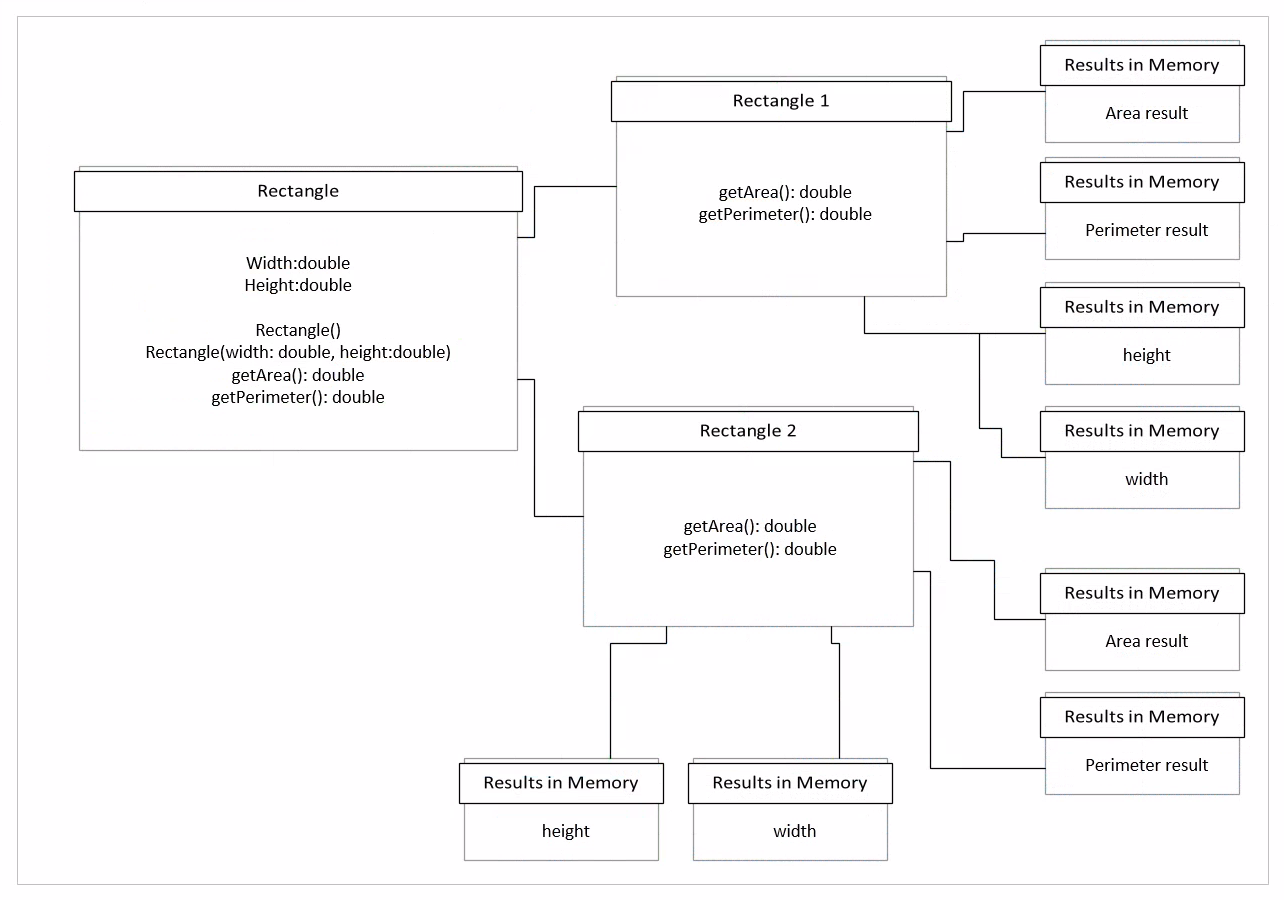 Rectangle
Width:double
Height:double
Rectangle()
Rectangle(width: double, height:double)
getArea(): double
getPerimeter(): double
Rectangle 1
getArea(): double
getPerimeter(): double
Results in Memory
Area result
Results in Memory
Perimeter result
Results in Memory
height
Results in Memory
width
Rectangle 2
getArea(): double
getPerimeter(): double
Results in Memory
Area result
Results in Memory
Perimeter result
Results in Memory
height
Results in Memory
width